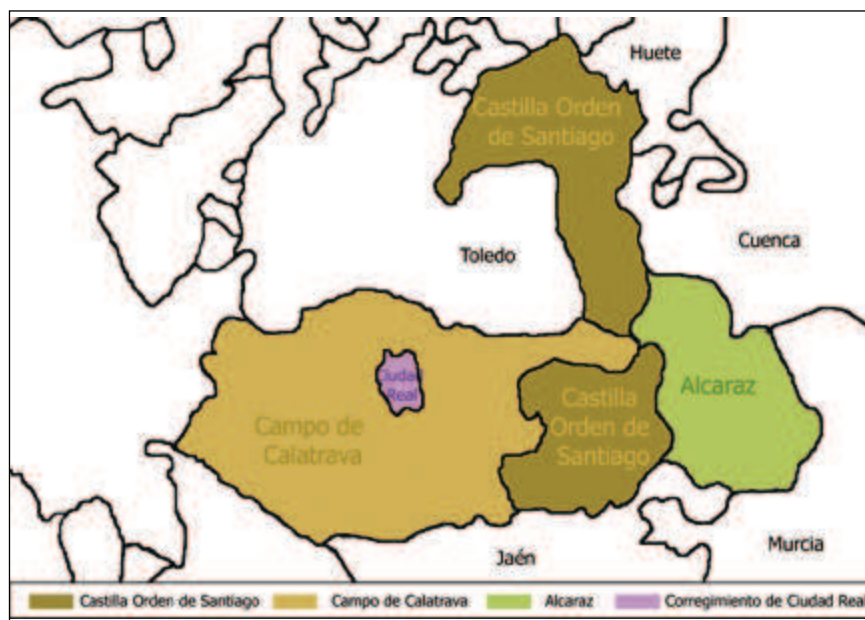 Huete
Castilla Orden
de Santiago
Cuenca
Toledo
Ciudad
Real
Alcaraz
Castilla
Orden de
Santiago
Campo de
Calatrava
Jaén
Murcia
Castilla Orden de Santiago
Campo de Calatrava
Alcaraz
Corregimiento de Ciudad Real